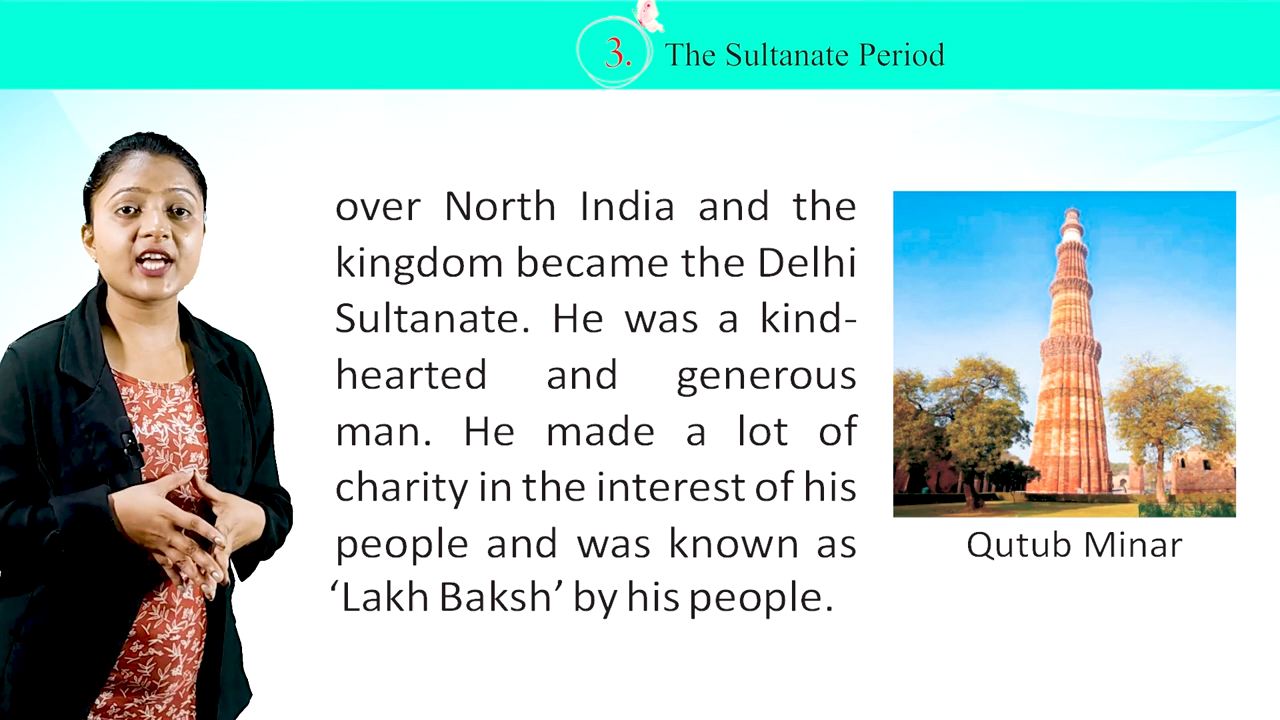 3. The Sultanate Period
over North India and the
kingdom became the Delhi
Sultanate. He was a kind-
hearted and generous
man. He made a lot of
charity in the interest of his
people and was known as
‘Lakh Baksh’ by his people.
Qutub Minar